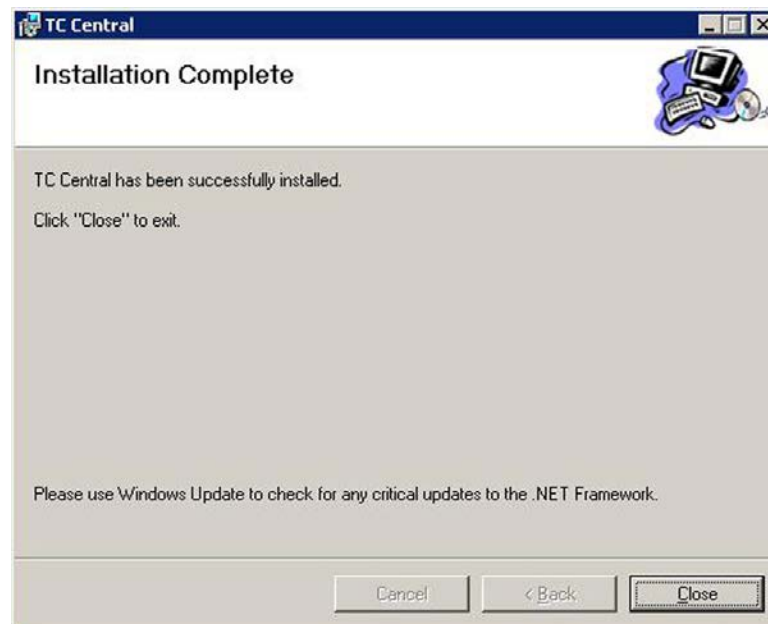 TC Central
Installation Complete
TC Central has been successfully installed.
Click "Close" to exit.
Please use Windows Update to check for any critical updates to the .NET Framework.
Cancel
< Back
Close